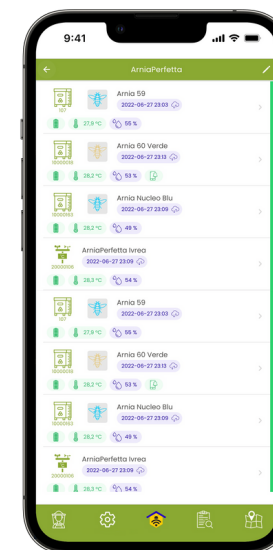 9:41
ArniaPerfetta
Arnia 59
2022-06-27 23:03
107
27,9 °C 55 %
Arnia 60 Verde
2022-06-27 23:13
28,2 °C 53 %
Arnia Nucleo Blu
2022-06-27 23:09
28,2 °C 49 %
ArniaPerfetta Ivrea
2022-06-27 23:09
28,3 °C 54 %
Arnia 59
2022-06-27 23:03
107
27,9 °C 55 %
Arnia 60 Verde
2022-06-27 23:13
28,2 °C 53 %
Arnia Nucleo Blu
2022-06-27 23:09
28,2 °C 49 %
ArniaPerfetta Ivrea
2022-06-27 23:09
28,3 °C 54 %